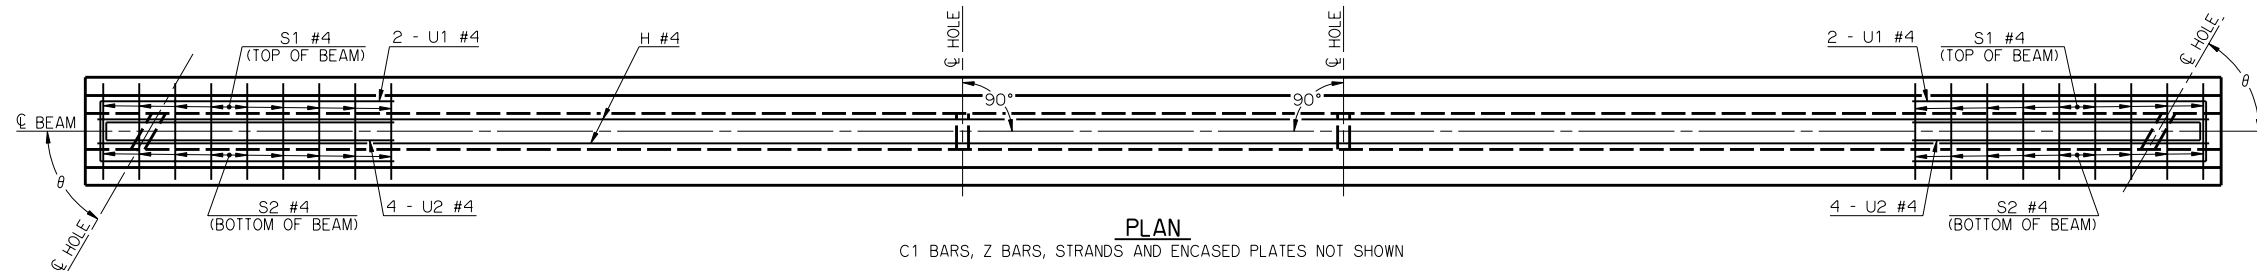 S1 #4
(TOP OF BEAM)
2 - U1 #4
H #4
℄ HOLE
℄ HOLE
2 - U1 #4
S1 #4
(TOP OF BEAM)
℄ HOLE
θ
90°
90°
℄ BEAM
θ
℄ HOLE
S2 #4
(BOTTOM OF BEAM)
4 - U2 #4
4 - U2 #4
S2 #4
(BOTTOM OF BEAM)
PLAN
C1 BARS, Z BARS, STRANDS AND ENCASED PLATES NOT SHOWN